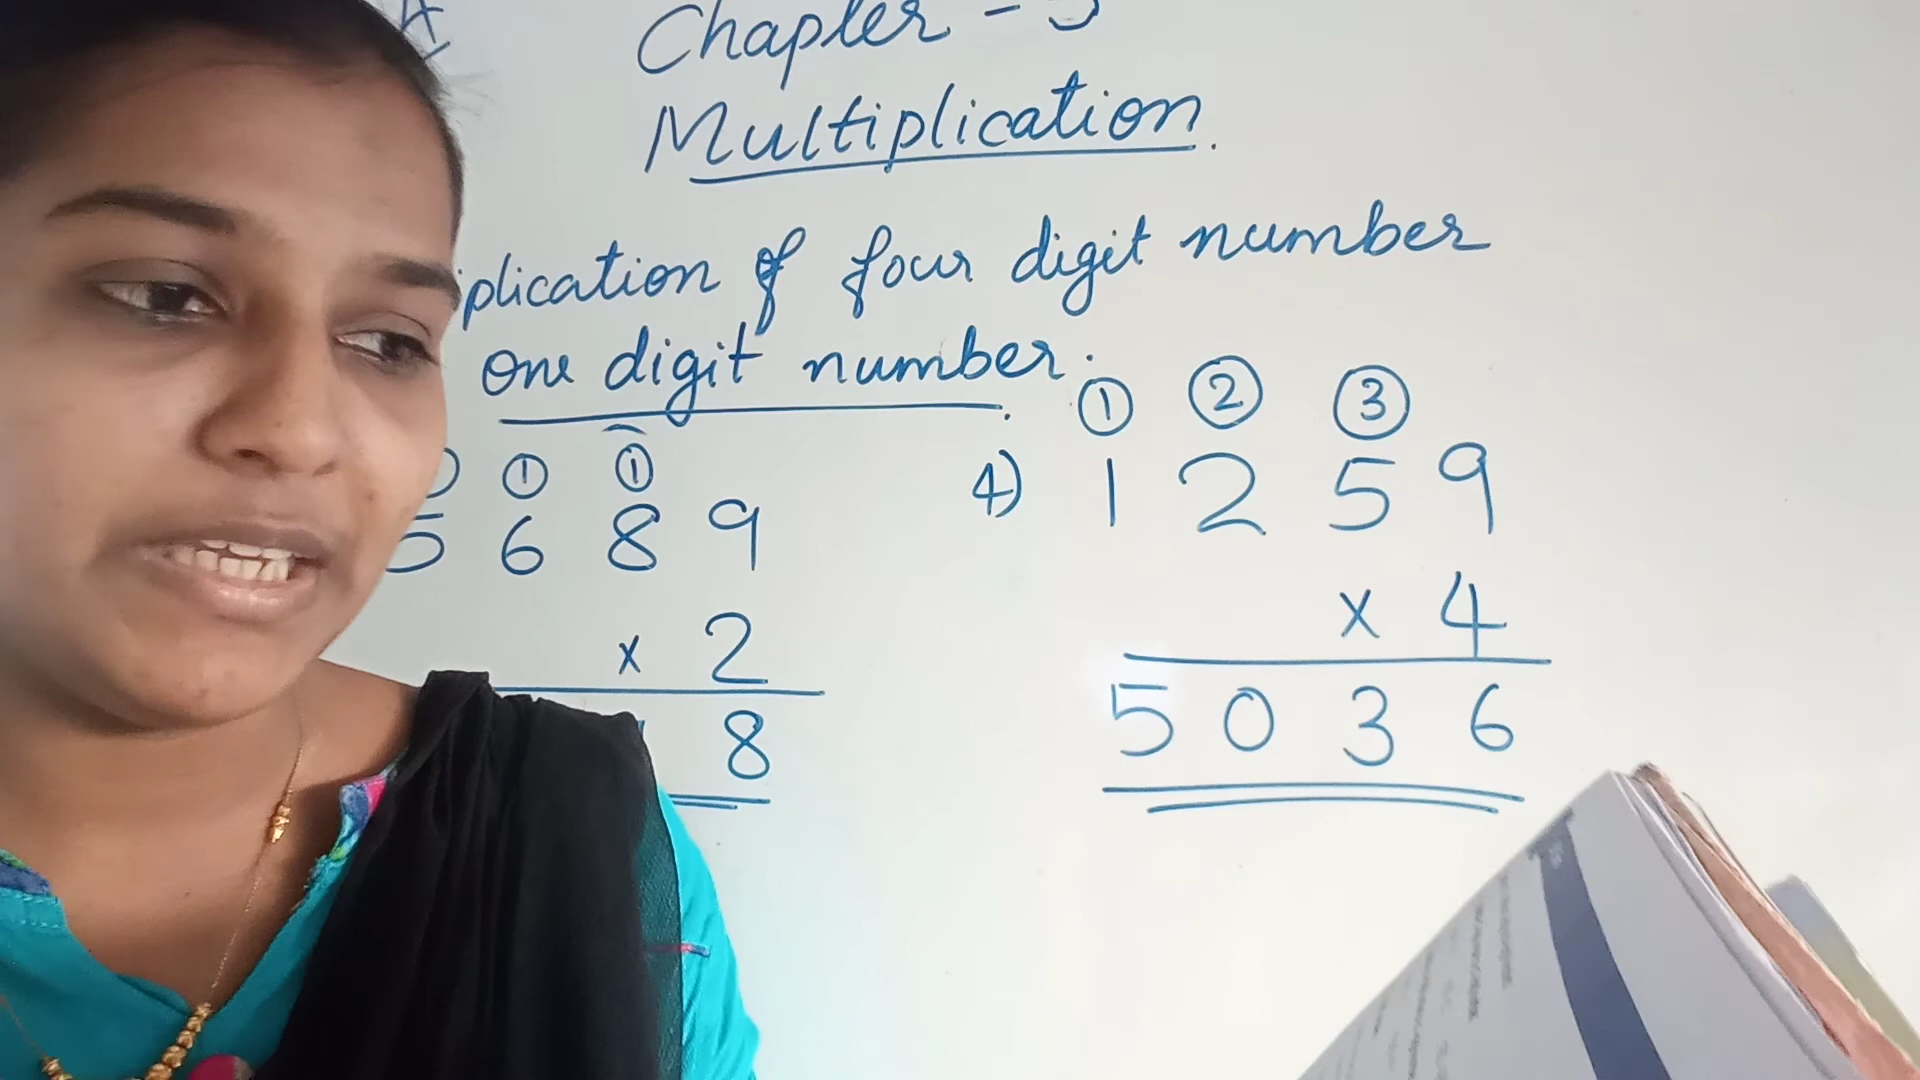 Chapter -
Multiplication.
plication of four digit number
one digit number.
① ①
5 6 8 9
× 2
8
① ② ③
4) 1 2 5 9
× 4
5 0 3 6